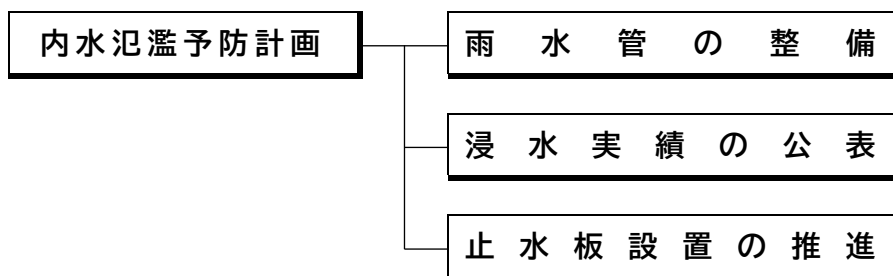 内水氾濫予防計画
雨水管の整備
浸水実績の公表
止水板設置の推進